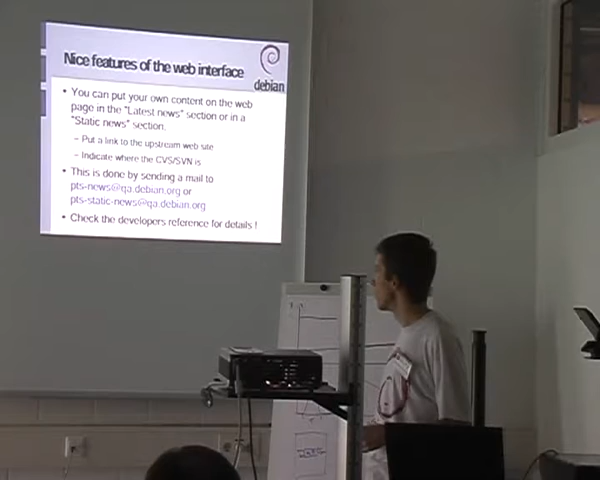 Nice features of the web interface
debian
• You can put your own content on the web
page in the "Latest news" section or in a
"Static news" section.
– Put a link to the upstream web site
– Indicate where the CVS/SVN is
• This is done by sending a mail to
pts-news@qa.debian.org or
pts-static-news@qa.debian.org
• Check the developers reference for details !